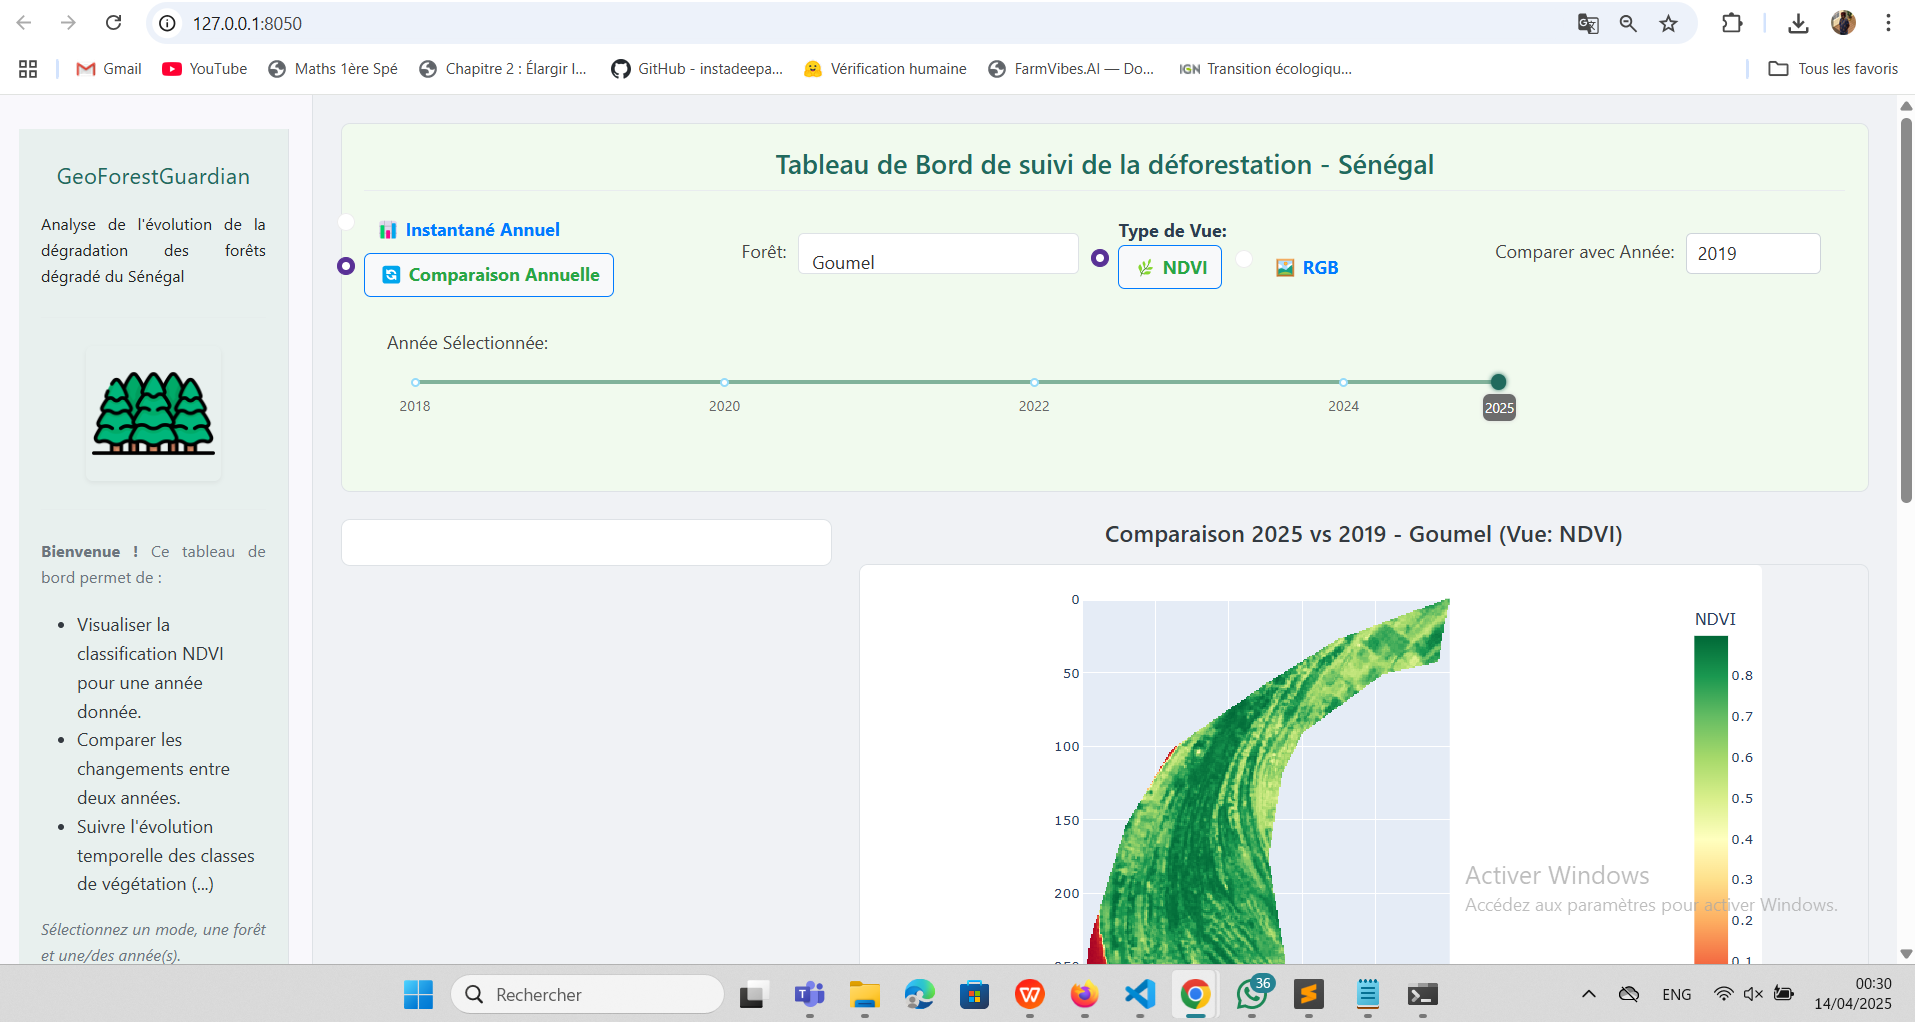 127.0.0.1:8050
Gmail
YouTube
Maths 1ère Spé
Chapitre 2 : Élargir l...
GitHub - instadeepa...
Vérification humaine
FarmVibes.AI — Do...
IGN Transition écologiqu...
Tous les favoris
GeoForestGuardian
Analyse de l'évolution de la
dégradation des forêts
dégradé du Sénégal
Bienvenue ! Ce tableau de
bord permet de :
• Visualiser la
classification NDVI
pour une année
donnée.
• Comparer les
changements entre
deux années.
• Suivre l'évolution
temporelle des classes
de végétation (...)
Sélectionnez un mode, une forêt
et une/des année(s).
Tableau de Bord de suivi de la déforestation - Sénégal
Instantané Annuel
Comparaison Annuelle
Forêt:
Goumel
Type de Vue:
NDVI
RGB
Comparer avec Année:
2019
Année Sélectionnée:
2018
2020
2022
2024
2025
Comparaison 2025 vs 2019 - Goumel (Vue: NDVI)
0
50
100
150
200
250
NDVI
0.8
0.7
0.6
0.5
0.4
0.3
0.2
0.1
Activer Windows
Accédez aux paramètres pour activer Windows.
Rechercher
36
ENG
00:30
14/04/2025